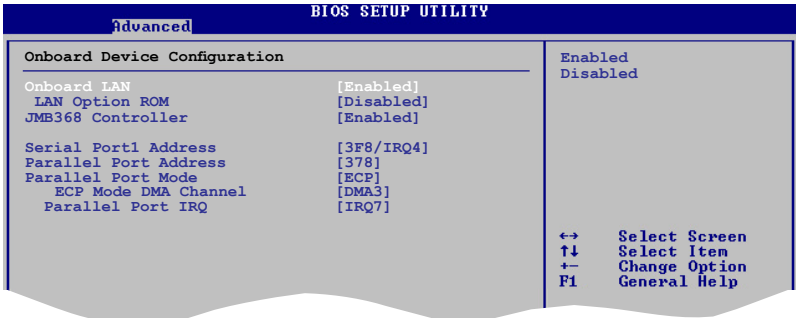 BIOS SETUP UTILITY
Advanced
Onboard Device Configuration
Onboard LAN [Enabled]
LAN Option ROM [Disabled]
JMB368 Controller [Enabled]
Serial Port1 Address [3F8/IRQ4]
Parallel Port Address [378]
Parallel Port Mode [ECP]
ECP Mode DMA Channel [DMA3]
Parallel Port IRQ [IRQ7]
Enabled
Disabled
←→ Select Screen
↑↓ Select Item
+- Change Option
F1 General Help